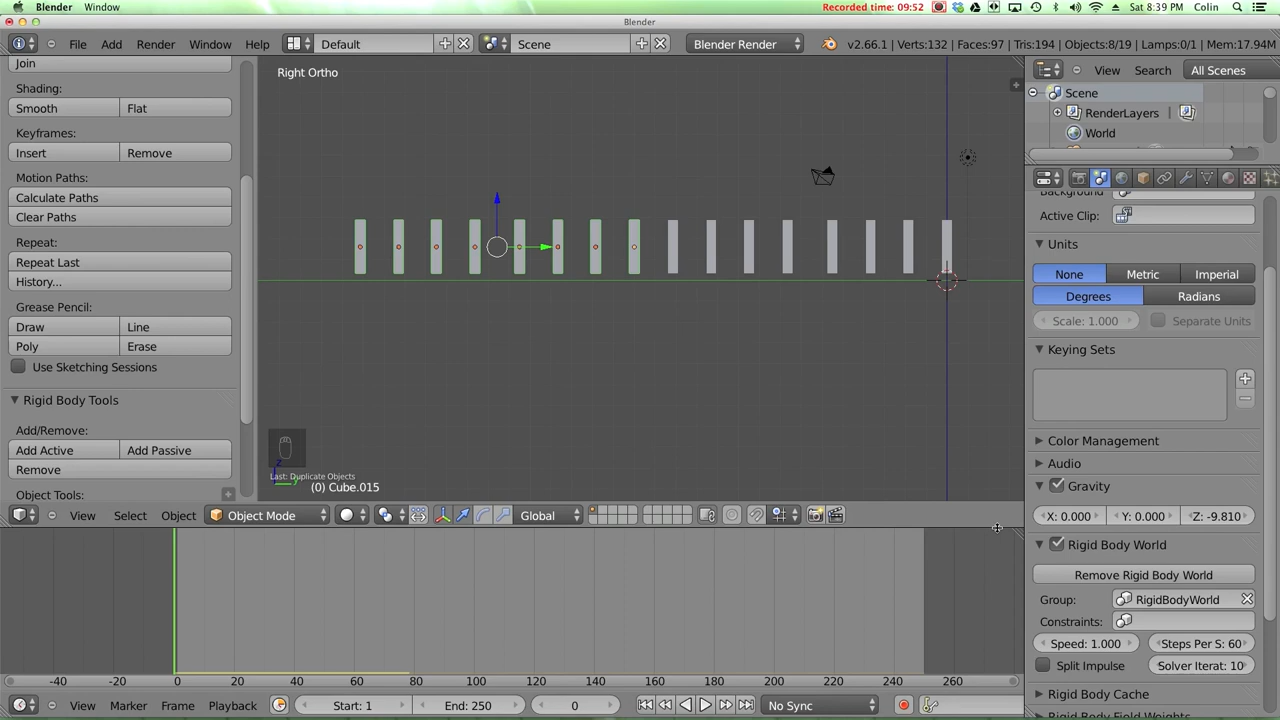 Blender Window Recorded time: 09:52 Sat 8:39 PM Colin
Blender
File Add Render Window Help Default Scene Blender Render v2.66.1 | Verts:132 | Faces:97 | Tris:194 | Objects:8/19 | Lamps:0/1 | Mem:17.94M
Join
Shading:
Smooth Flat
Keyframes:
Insert Remove
Motion Paths:
Calculate Paths
Clear Paths
Repeat:
Repeat Last
History...
Grease Pencil:
Draw Line
Poly Erase
Use Sketching Sessions
Rigid Body Tools
Add/Remove:
Add Active Add Passive
Remove
Object Tools:
Right Ortho
Last: Duplicate Objects
(0) Cube.015
View Select Object Object Mode Global
-40 -20 0 20 40 60 80 100 120 140 160 180 200 220 240 260
View Marker Frame Playback Start: 1 End: 250 0 No Sync
View Search All Scenes
Scene
RenderLayers
World
Background
Active Clip:
Units
None Metric Imperial
Degrees Radians
Scale: 1.000 Separate Units
Keying Sets
Color Management
Audio
Gravity
X: 0.000 Y: 0.000 Z: -9.810
Rigid Body World
Remove Rigid Body World
Group: RigidBodyWorld
Constraints:
Speed: 1.000 Steps Per S: 60
Split Impulse Solver Iterat: 10
Rigid Body Cache
Rigid Body Field Weights